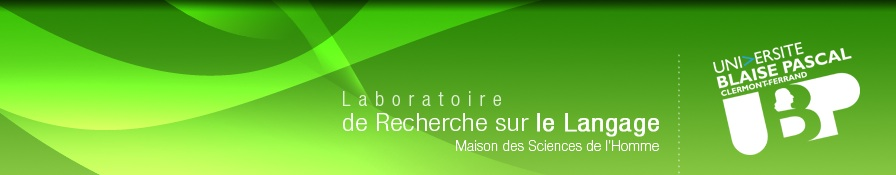 Laboratoire
de Recherche sur le Langage
Maison des Sciences de l'Homme
UNIVERSITE
BLAISE PASCAL
CLERMONT-FERRAND
UBP